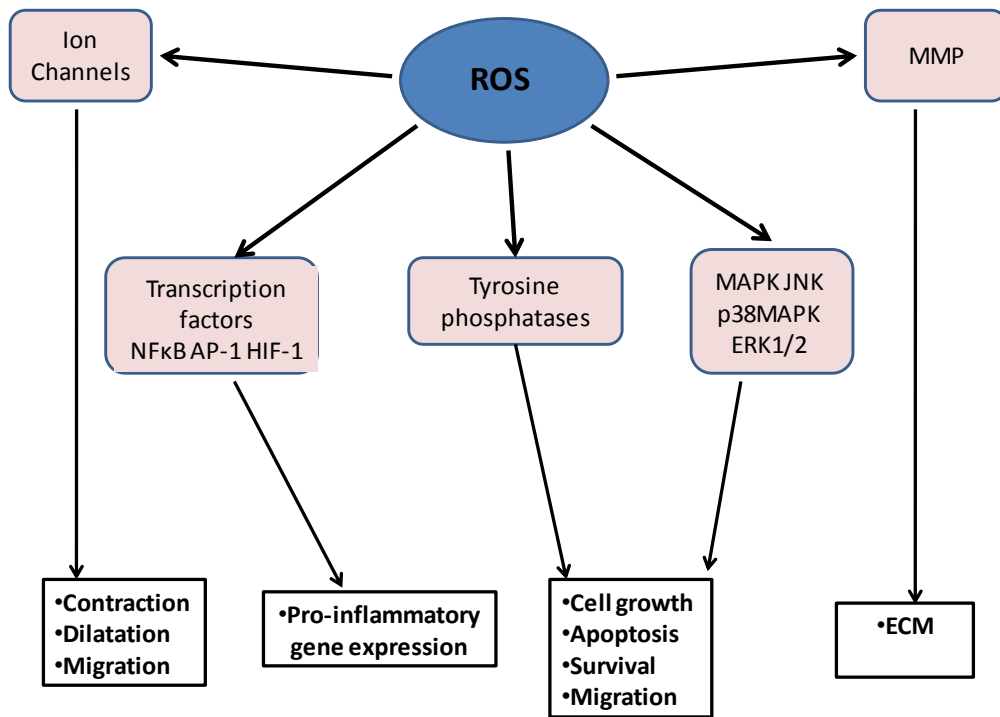 Ion
Channels
ROS
MMP
Transcription
factors
NFκB AP-1 HIF-1
Tyrosine
phosphatases
MAPK JNK
p38MAPK
ERK1/2
•Contraction
•Dilatation
•Migration
•Pro-inflammatory
gene expression
•Cell growth
•Apoptosis
•Survival
•Migration
•ECM